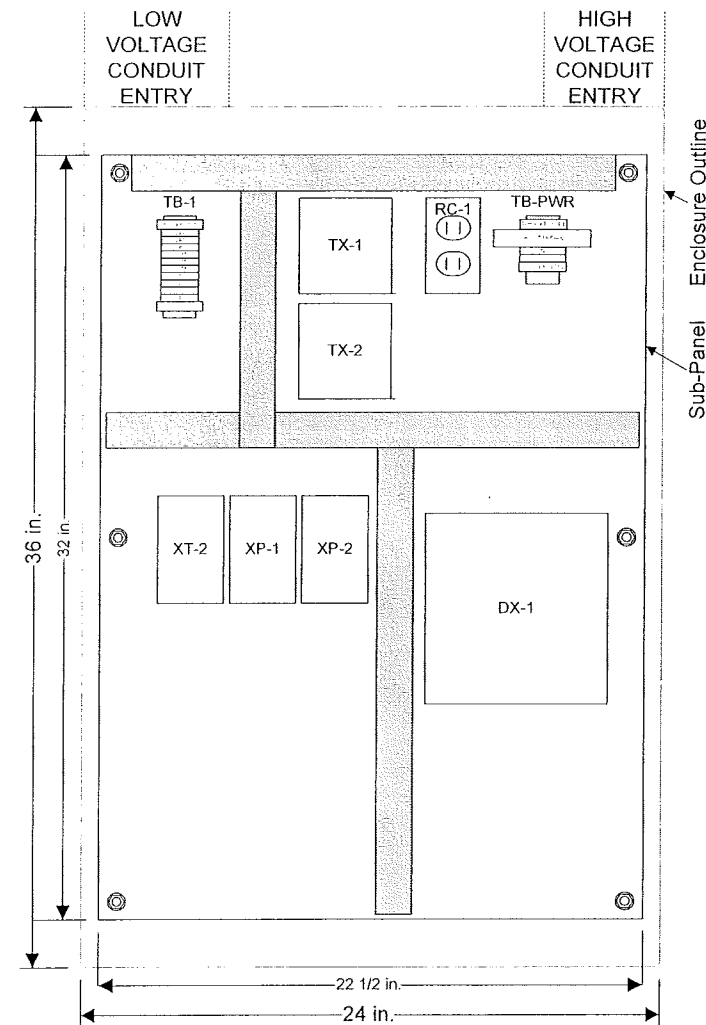 LOW
VOLTAGE
CONDUIT
ENTRY
HIGH
VOLTAGE
CONDUIT
ENTRY
Enclosure Outline
Sub-Panel
TB-1
TX-1
RC-1
TB-PWR
TX-2
36 in.
32 in.
XT-2
XP-1
XP-2
DX-1
22 1/2 in.
24 in.